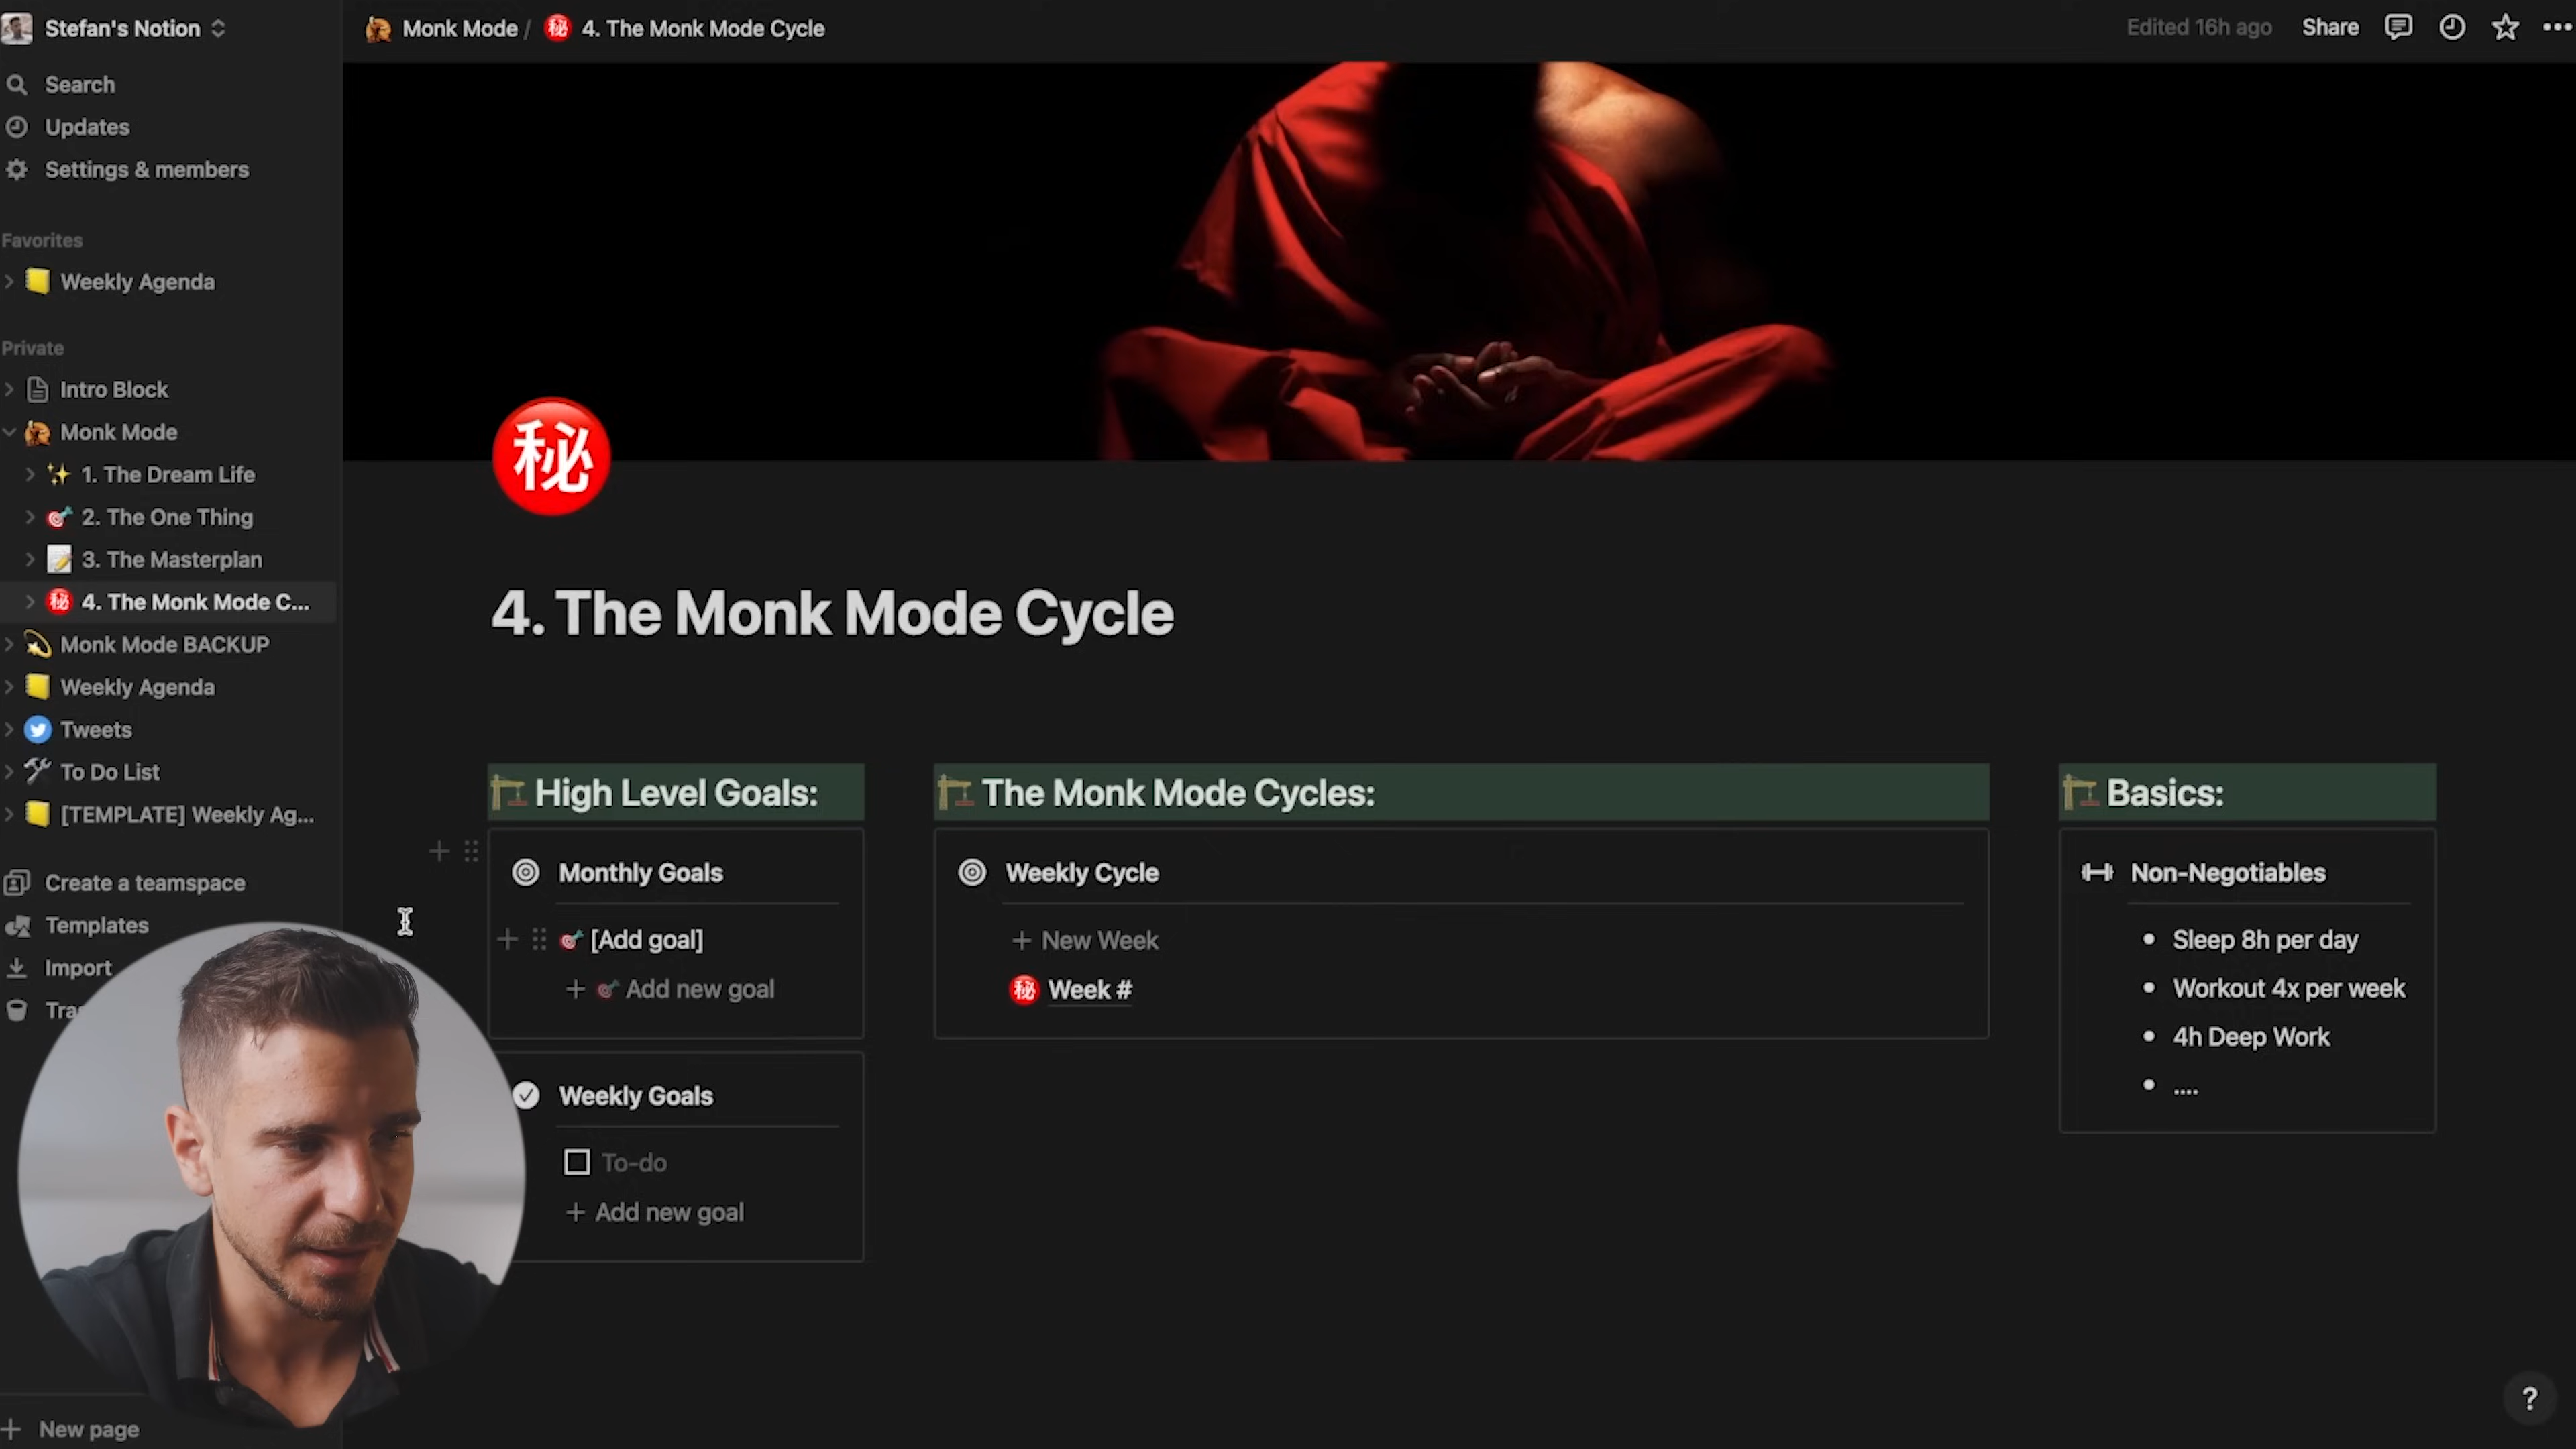 Stefan's Notion
Search
Updates
Settings & members
Favorites
Weekly Agenda
Private
Intro Block
Monk Mode
1. The Dream Life
2. The One Thing
3. The Masterplan
㊙ 4. The Monk Mode C...
Monk Mode BACKUP
Weekly Agenda
Tweets
To Do List
[TEMPLATE] Weekly Ag...
Create a teamspace
Templates
Import
Tra
New page
Monk Mode / ㊙ 4. The Monk Mode Cycle
Edited 16h ago
Share
㊙
4. The Monk Mode Cycle
High Level Goals:
Monthly Goals
[Add goal]
+ Add new goal
Weekly Goals
To-do
+ Add new goal
The Monk Mode Cycles:
Weekly Cycle
+ New Week
㊙ Week #
Basics:
Non-Negotiables
• Sleep 8h per day
• Workout 4x per week
• 4h Deep Work
• ....
?